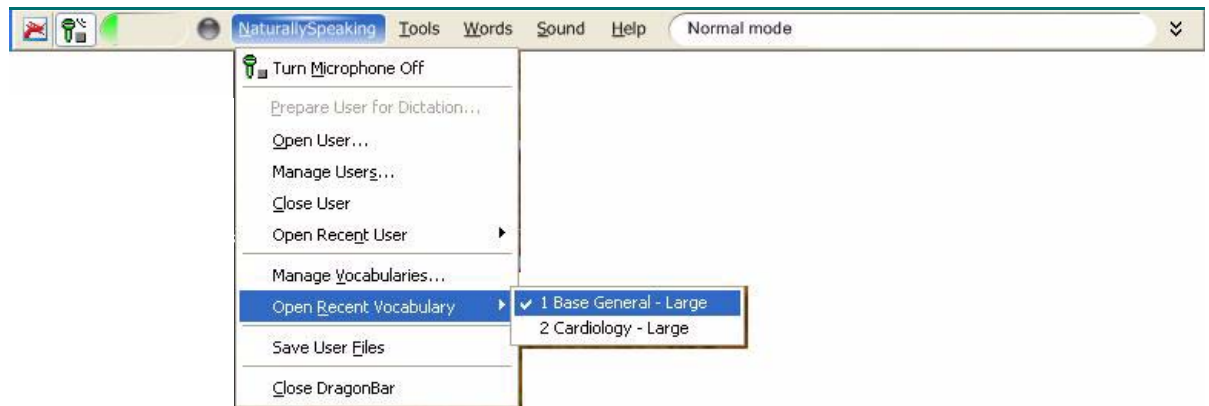 NaturallySpeaking Tools Words Sound Help Normal mode
Turn Microphone Off
Prepare User for Dictation...
Open User...
Manage Users...
Close User
Open Recent User
Manage Vocabularies...
Open Recent Vocabulary
1 Base General - Large
2 Cardiology - Large
Save User Files
Close DragonBar